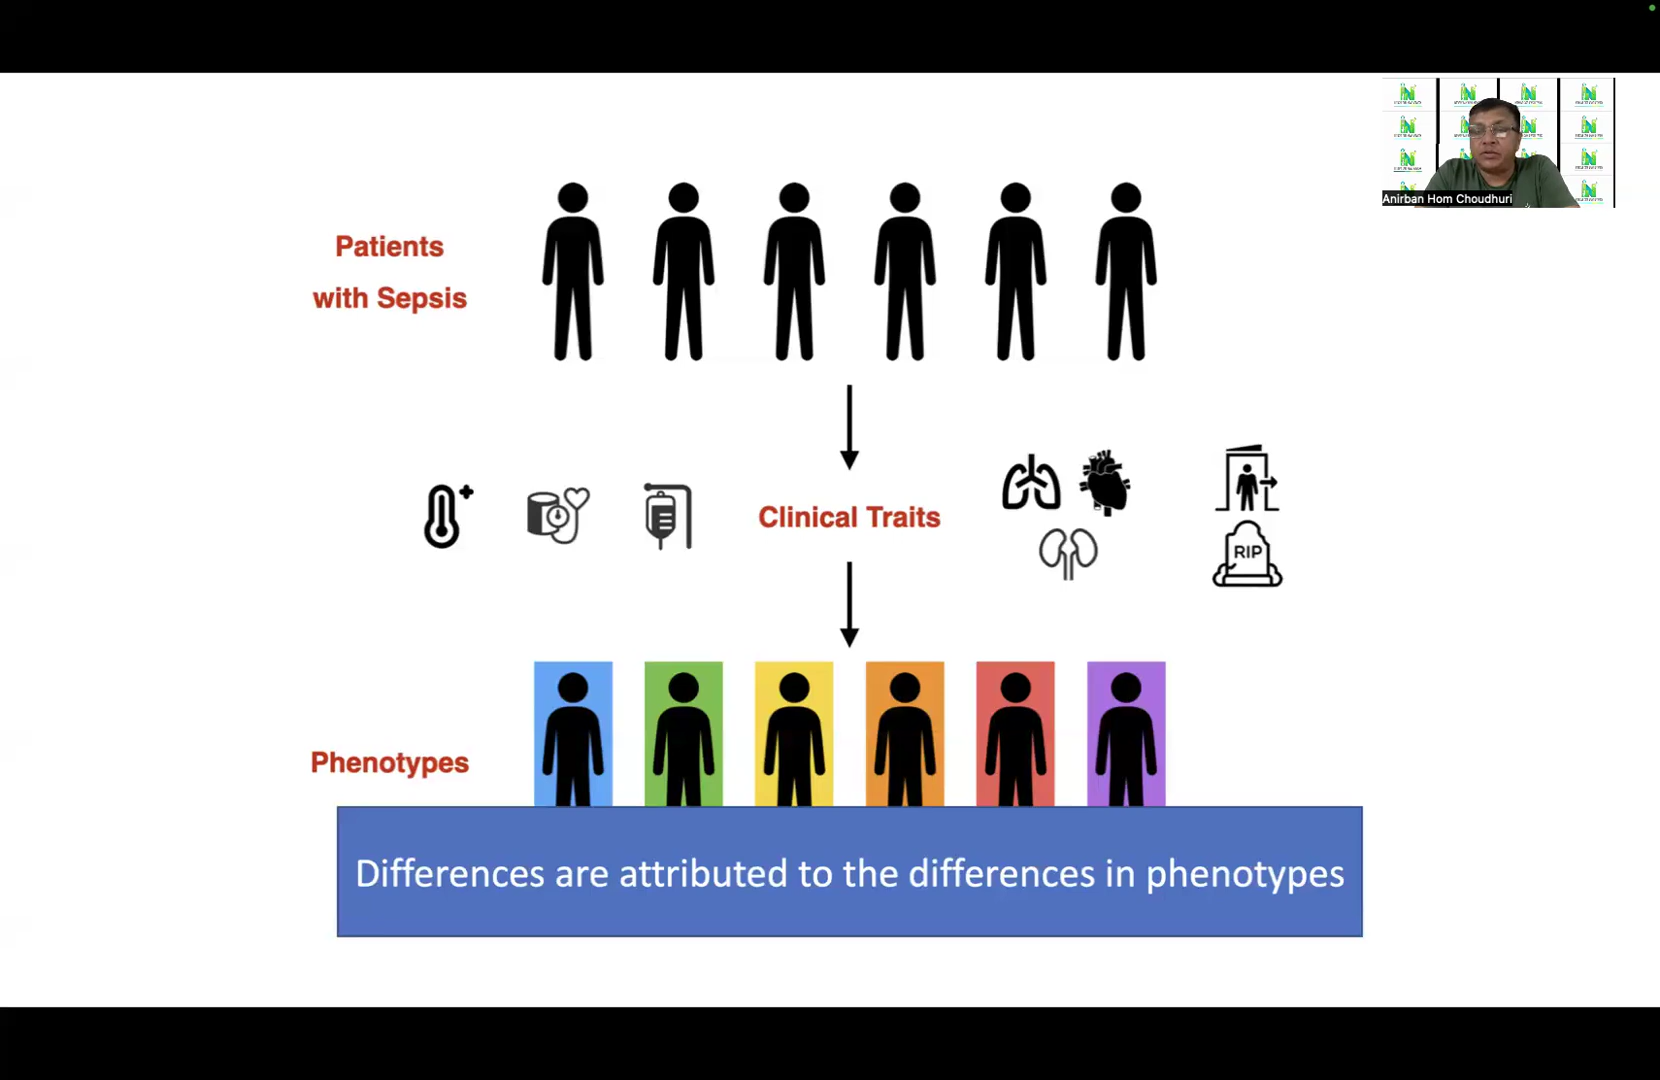 Anirban Hom Choudhuri
Patients
with Sepsis
Clinical Traits
RIP
Phenotypes
Differences are attributed to the differences in phenotypes